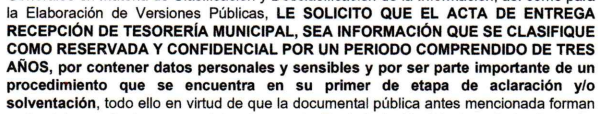 la Elaboración de Versiones Públicas, LE SOLICITO QUE EL ACTA DE ENTREGA
RECEPCIÓN DE TESORERÍA MUNICIPAL, SEA INFORMACIÓN QUE SE CLASIFIQUE
COMO RESERVADA Y CONFIDENCIAL POR UN PERIODO COMPRENDIDO DE TRES
AÑOS, por contener datos personales y sensibles y por ser parte importante de un
procedimiento que se encuentra en su primer de etapa de aclaración y/o
solventación, todo ello en virtud de que la documental pública antes mencionada forman